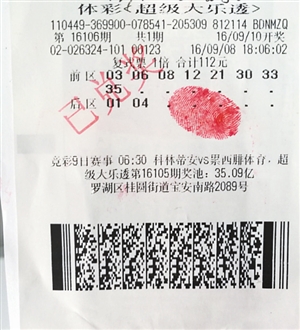 体彩《超级大乐透》
110449-369900-078541-205309 812114 BDNMZQ
第 16106期 共1期 16/09/10开奖
02-026324-101 00123 16/09/08 18:06:02
复式票 1倍 合计112元
前区 03 06 08 12 21 30 33
35
后区 01 04
已兑奖
竞彩9日赛事 06:30 科林蒂安vs累西腓体育，超
级大乐透第16105期奖池：35.09亿
罗湖区桂圆街道宝安南路2089号